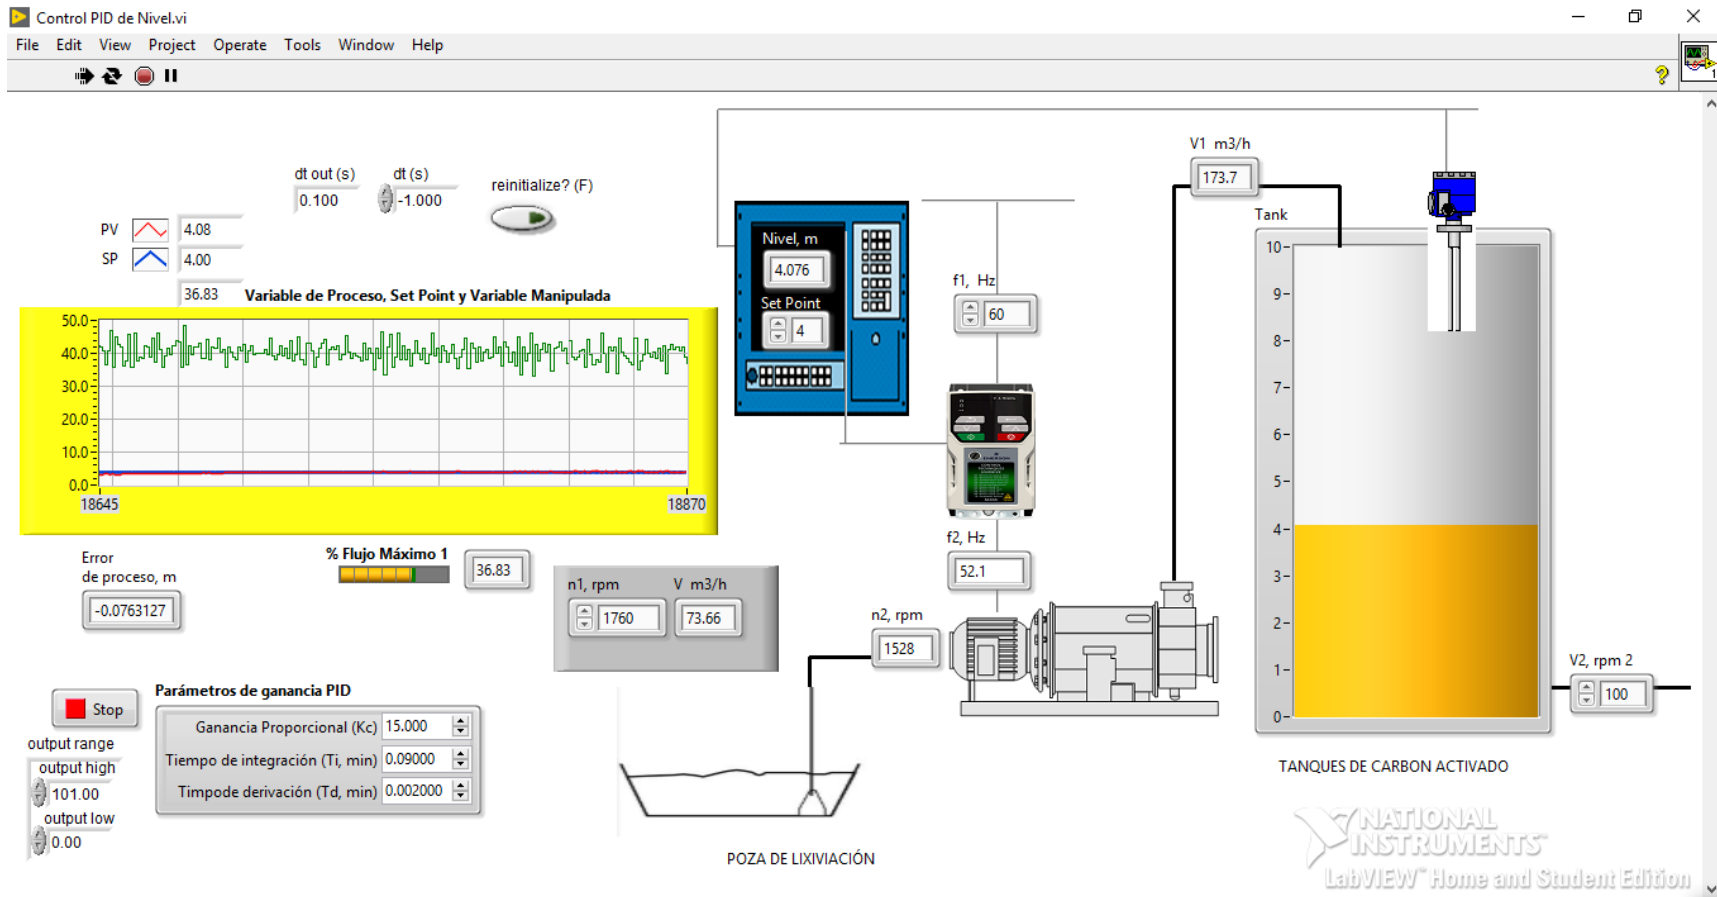 Control PID de Nivel.vi
File Edit View Project Operate Tools Window Help
V1 m3/h
173.7
dt out (s) dt (s) reinitialize? (F)
0.100 -1.000
Tank
PV 4.08
SP 4.00
36.83
Variable de Proceso, Set Point y Variable Manipulada
50.0
40.0
30.0
20.0
10.0
0.0
18645 18870
Nivel, m
4.076
Set Point
4
f1, Hz
60
f2, Hz
52.1
10
9
8
7
6
5
4
3
2
1
0
Error
de proceso, m
-0.0763127
% Flujo Máximo 1
36.83
n1, rpm V m3/h
1760 73.66
n2, rpm
1528
V2, rpm 2
100
Stop
Parámetros de ganancia PID
Ganancia Proporcional (Kc) 15.000
Tiempo de integración (Ti, min) 0.09000
Timpode derivación (Td, min) 0.002000
output range
output high
101.00
output low
0.00
TANQUES DE CARBON ACTIVADO
POZA DE LIXIVIACIÓN
NATIONAL
INSTRUMENTS
LabVIEW™ Home and Student Edition